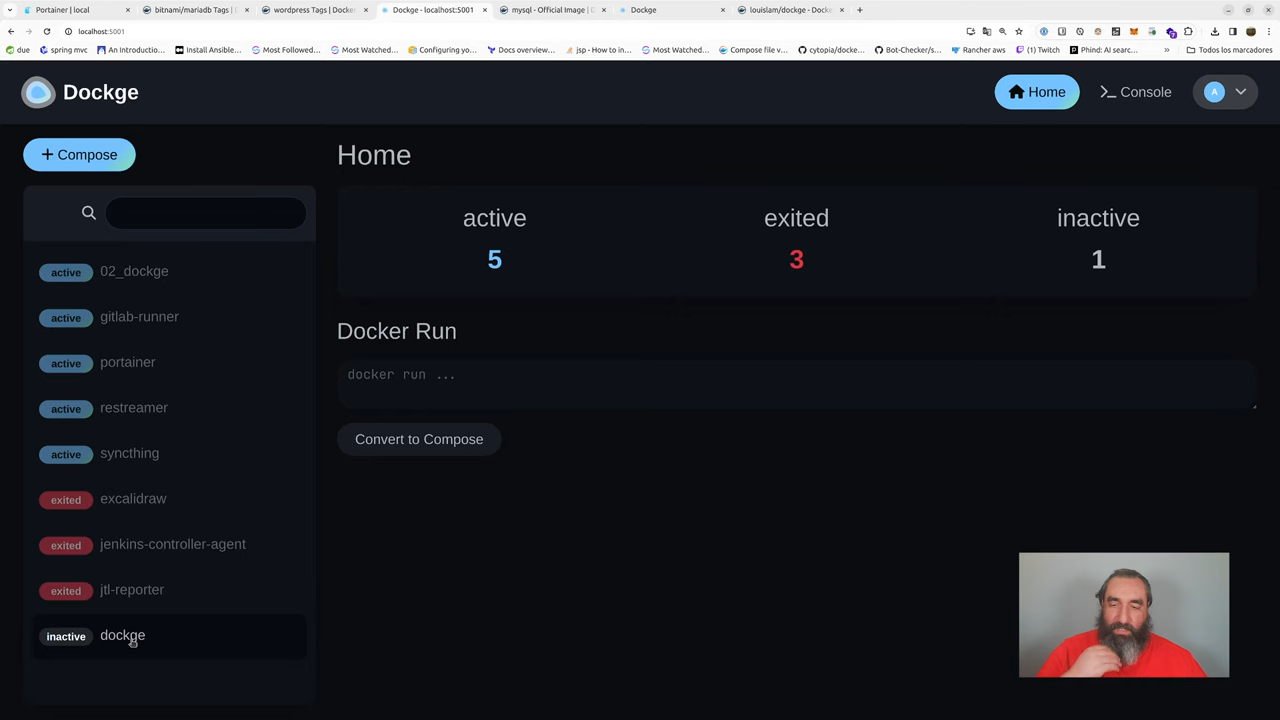 Portainer | local
bitnami/mariadb Tags |
wordpress Tags | Docke
Dockge - localhost:5001
mysql - Official Image | D
Dockge
louislam/dockge - Docke
localhost:5001
due
spring mvc
An Introductio...
Install Ansible...
Most Followed...
Most Watched...
Configuring yo...
Docs overview...
jsp - How to in...
Most Watched...
Compose file v...
cytopia/docke...
Bot-Checker/s...
Rancher aws
(1) Twitch
Phind: AI searc...
»
Todos los marcadores
Dockge
Home
Console
A
+ Compose
Home
active
exited
inactive
5
3
1
active 02_dockge
active gitlab-runner
active portainer
active restreamer
active syncthing
exited excalidraw
exited jenkins-controller-agent
exited jtl-reporter
inactive dockge
Docker Run
docker run ...
Convert to Compose